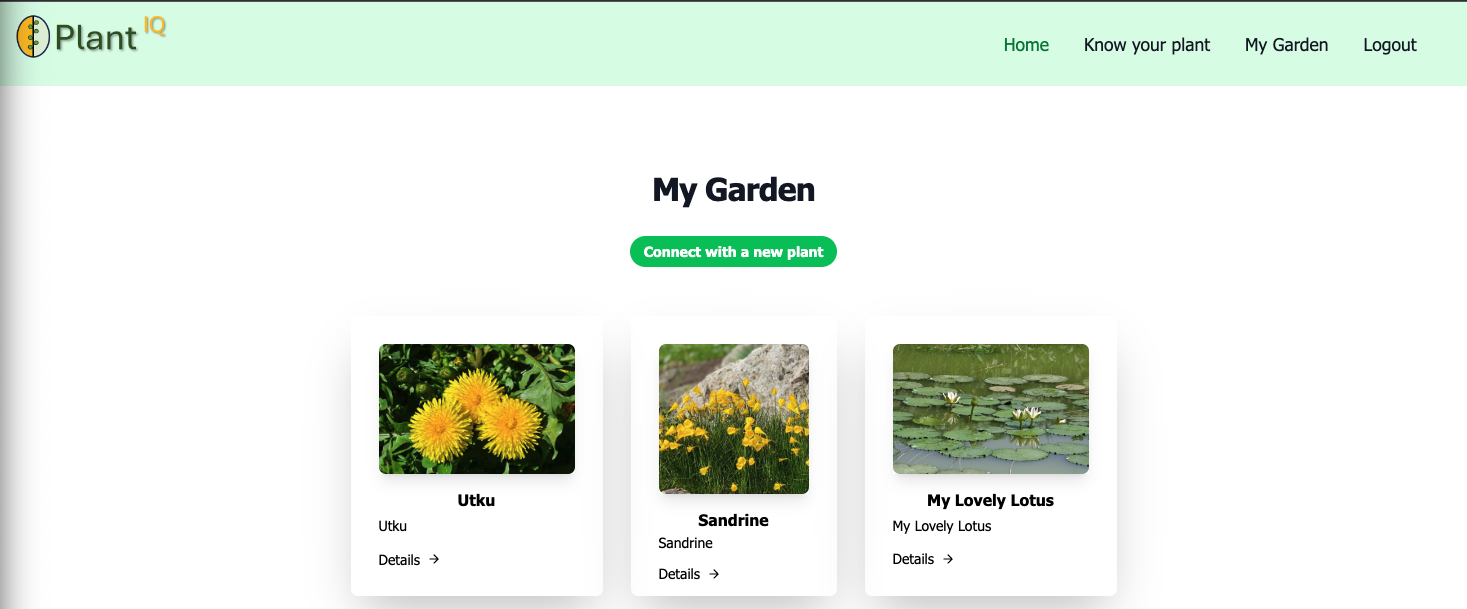 Plant IQ
Home Know your plant My Garden Logout
My Garden
Connect with a new plant
Utku
Utku
Details →
Sandrine
Sandrine
Details →
My Lovely Lotus
My Lovely Lotus
Details →